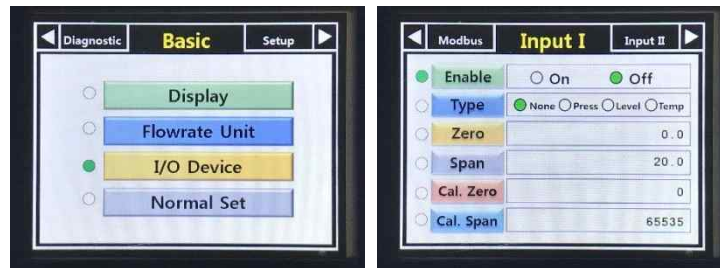 Diagnostic Basic Setup
Display
Flowrate Unit
I/O Device
Normal Set
Modbus Input I Input II
Enable On Off
Type None Press Level Temp
Zero 0.0
Span 20.0
Cal. Zero 0
Cal. Span 65535